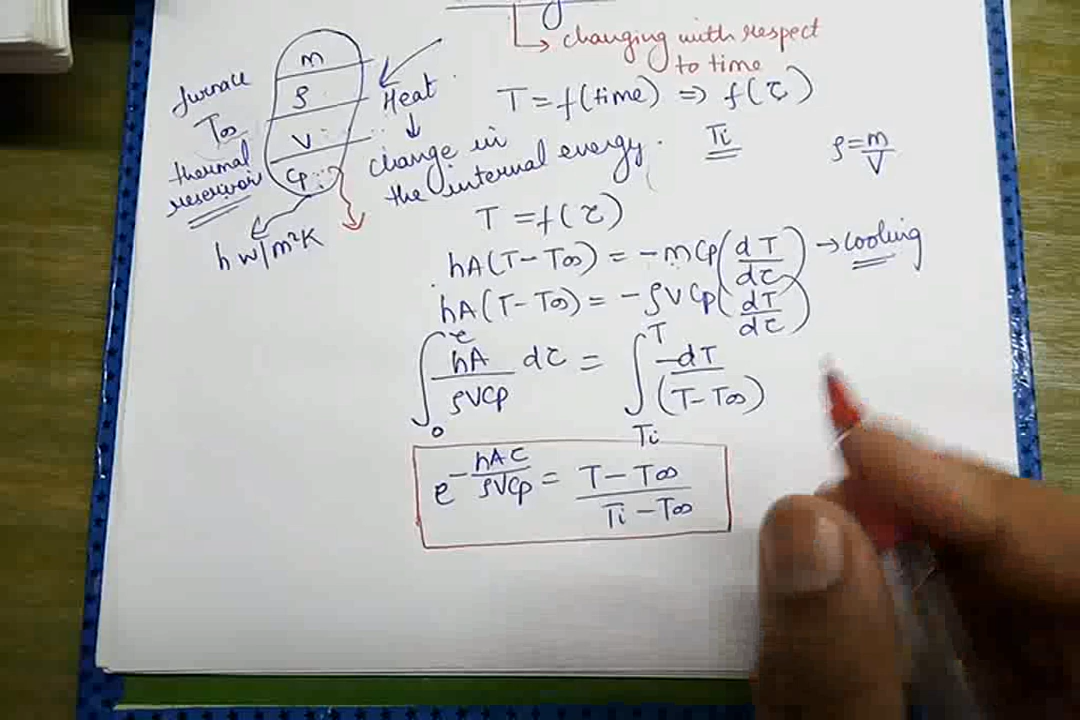 changing with respect
to time
m
ρ
V
Cp
furnace
T∞
thermal
reservoir
h w/m²K
Heat
change in
the internal energy.
T = f(time) ⇒ f(τ)
Ti
ρ = m/V
T = f(τ)
hA(T − T∞) = −mCp(dT/dτ) → cooling
hA(T − T∞) = −ρVCp(dT/dτ)
∫₀^τ hA/ρVCp dτ = ∫_Ti^T −dT/(T − T∞)
e^(−hAτ/ρVCp) = T − T∞/Ti − T∞